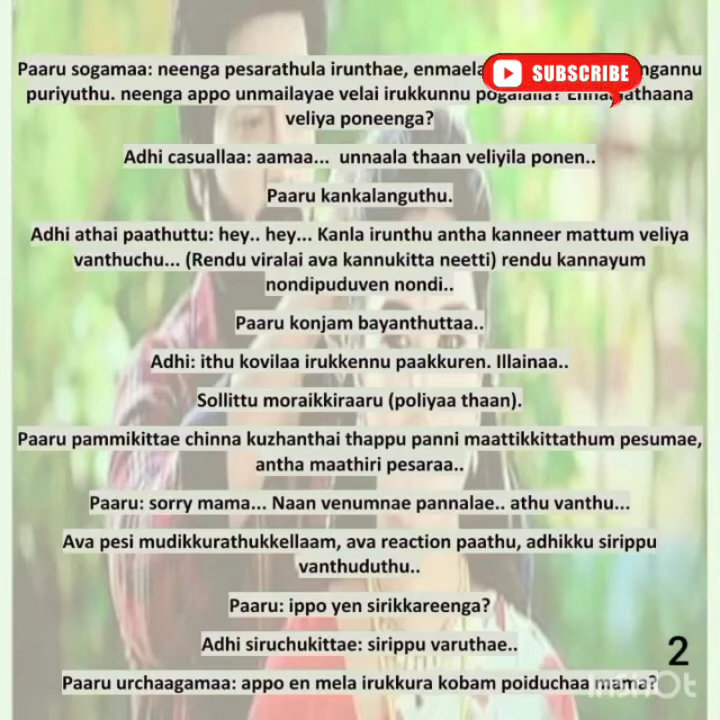 Paaru sogamaa: neenga pesarathula irunthae, enmaela SUBSCRIBE ngannu
puriyuthu. neenga appo unmailayae velai irukkunnu pogalaila? athaana
veliya poneenga?
Adhi casuallaa: aamaa... unnaala thaan veliyila ponen..
Paaru kankalanguthu.
Adhi athai paathuttu: hey.. hey... Kanla irunthu antha kanneer mattum veliya
vanthuchu... (Rendu viralai ava kannukitta neetti) rendu kannayum
nondipuduven nondi..
Paaru konjam bayanthuttaa..
Adhi: ithu kovilaa irukkennu paakkuren. Illainaa..
Sollittu moraikkiraaru (poliyaa thaan).
Paaru pammikittae chinna kuzhanthai thappu panni maattikkittathum pesumae,
antha maathiri pesaraa..
Paaru: sorry mama... Naan venumnae pannalae.. athu vanthu...
Ava pesi mudikkurathukkellaam, ava reaction paathu, adhikku sirippu
vanthuduthu..
Paaru: ippo yen sirikkareenga?
Adhi siruchukittae: sirippu varuthae..
2
Paaru urchaagamaa: appo en mela irukkura kobam poiduchaa mama?
InShOt